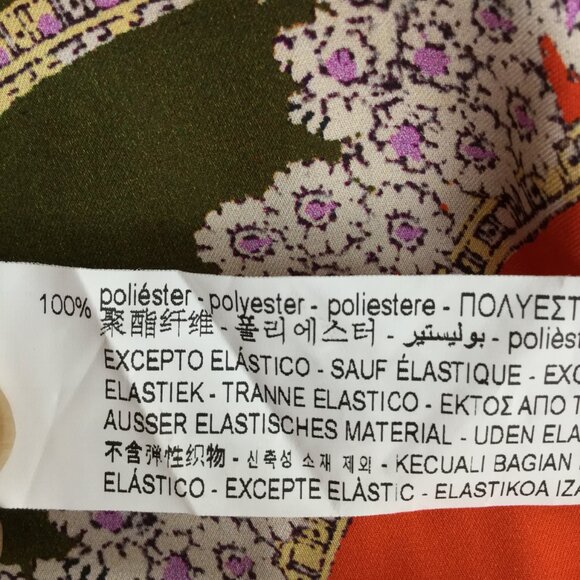 100% poliéster - polyester - poliestere - ΠΟΛΥΕΣΤ
聚酯纤维 - 폴리에스터 - بوليستير - polièst
EXCEPTO ELÁSTICO - SAUF ÉLASTIQUE - EXC
ELASTIEK - TRANNE ELASTICO - ΕΚΤΟΣ ΑΠΟ Τ
AUSSER ELASTISCHES MATERIAL - UDEN ELA
不含弹性织物 - 신축성 소재 제외 - KECUALI BAGIAN
ELÁSTICO - EXCEPTE ELÀSTIC - ELASTIKOA IZA